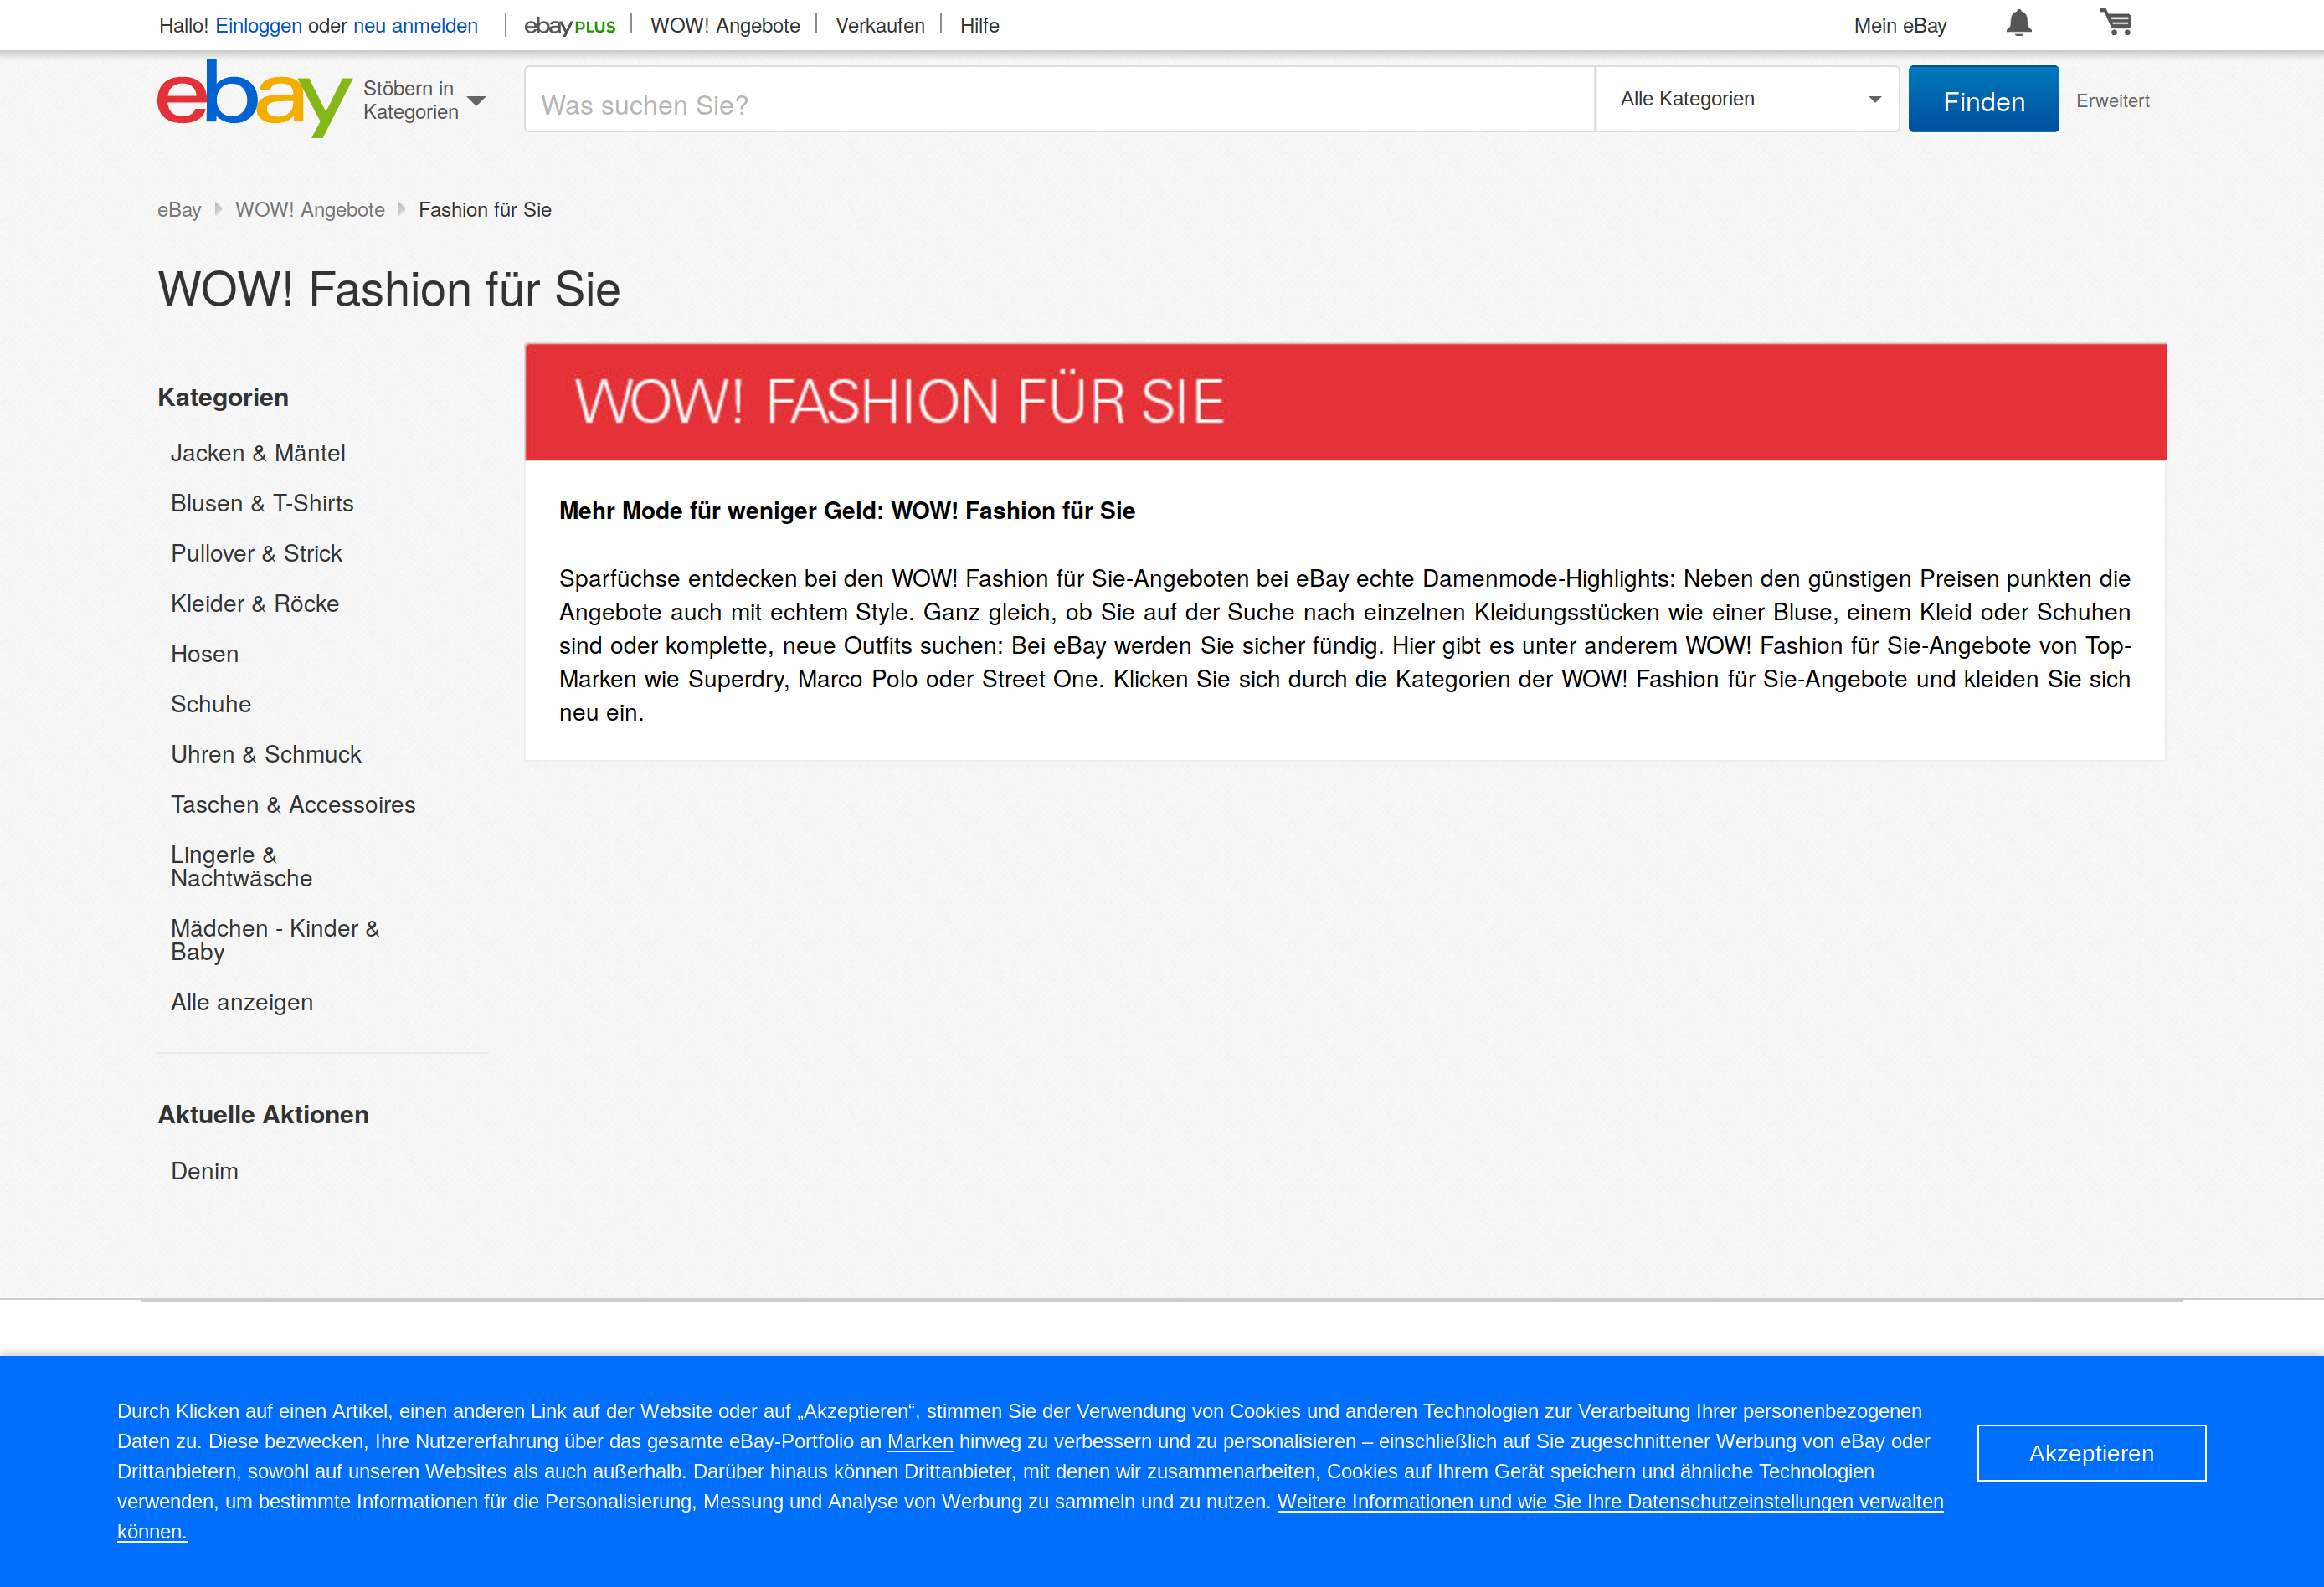 Hallo! Einloggen oder neu anmelden
ebay PLUS
WOW! Angebote
Verkaufen
Hilfe
Mein eBay
ebay
Stöbern in
Kategorien
Was suchen Sie?
Alle Kategorien
Finden
Erweitert
eBay
WOW! Angebote
Fashion für Sie
WOW! Fashion für Sie
Kategorien
Jacken & Mäntel
Blusen & T-Shirts
Pullover & Strick
Kleider & Röcke
Hosen
Schuhe
Uhren & Schmuck
Taschen & Accessoires
Lingerie &
Nachtwäsche
Mädchen - Kinder &
Baby
Alle anzeigen
Aktuelle Aktionen
Denim
WOW! FASHION FÜR SIE
Mehr Mode für weniger Geld: WOW! Fashion für Sie
Sparfüchse entdecken bei den WOW! Fashion für Sie-Angeboten bei eBay echte Damenmode-Highlights: Neben den günstigen Preisen punkten die
Angebote auch mit echtem Style. Ganz gleich, ob Sie auf der Suche nach einzelnen Kleidungsstücken wie einer Bluse, einem Kleid oder Schuhen
sind oder komplette, neue Outfits suchen: Bei eBay werden Sie sicher fündig. Hier gibt es unter anderem WOW! Fashion für Sie-Angebote von Top-
Marken wie Superdry, Marco Polo oder Street One. Klicken Sie sich durch die Kategorien der WOW! Fashion für Sie-Angebote und kleiden Sie sich
neu ein.
Durch Klicken auf einen Artikel, einen anderen Link auf der Website oder auf „Akzeptieren“, stimmen Sie der Verwendung von Cookies und anderen Technologien zur Verarbeitung Ihrer personenbezogenen
Daten zu. Diese bezwecken, Ihre Nutzererfahrung über das gesamte eBay-Portfolio an Marken hinweg zu verbessern und zu personalisieren – einschließlich auf Sie zugeschnittener Werbung von eBay oder
Drittanbietern, sowohl auf unseren Websites als auch außerhalb. Darüber hinaus können Drittanbieter, mit denen wir zusammenarbeiten, Cookies auf Ihrem Gerät speichern und ähnliche Technologien
verwenden, um bestimmte Informationen für die Personalisierung, Messung und Analyse von Werbung zu sammeln und zu nutzen. Weitere Informationen und wie Sie Ihre Datenschutzeinstellungen verwalten
können.
Akzeptieren